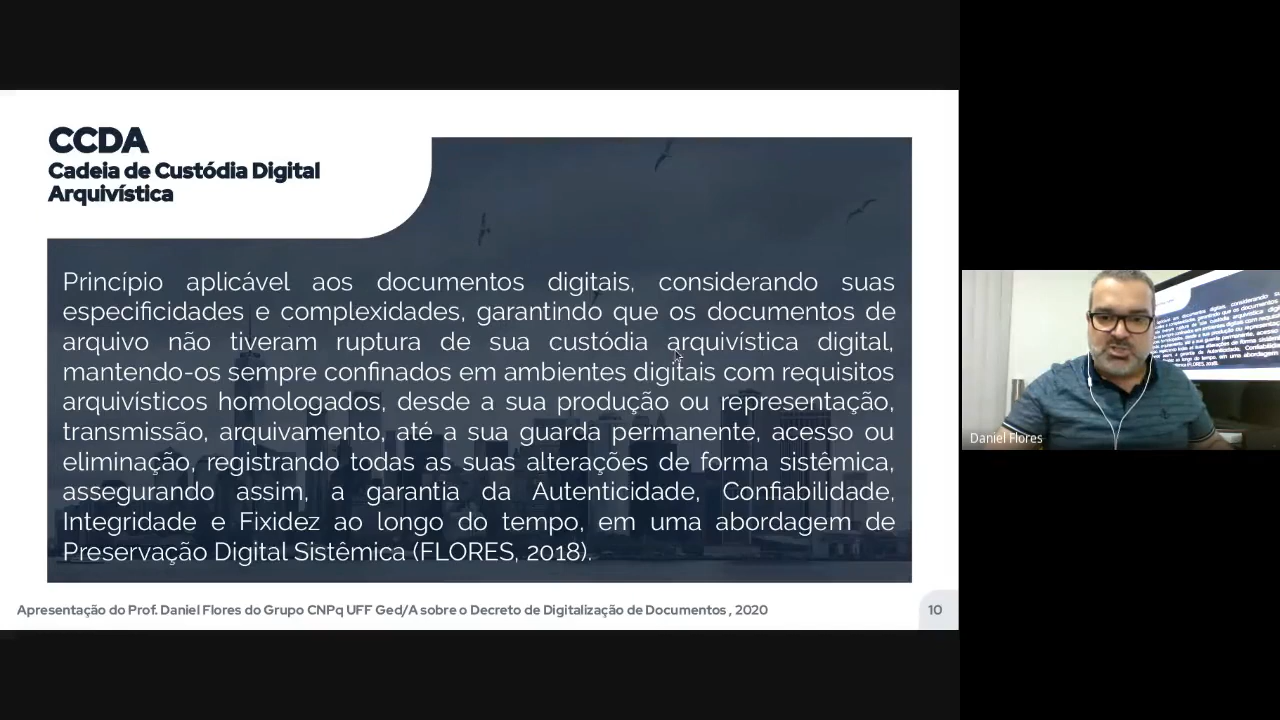 CCDA
Cadeia de Custódia Digital
Arquivística
Princípio aplicável aos documentos digitais, considerando suas
especificidades e complexidades, garantindo que os documentos de
arquivo não tiveram ruptura de sua custódia arquivística digital,
mantendo-os sempre confinados em ambientes digitais com requisitos
arquivísticos homologados, desde a sua produção ou representação,
transmissão, arquivamento, até a sua guarda permanente, acesso ou
eliminação, registrando todas as suas alterações de forma sistêmica,
assegurando assim, a garantia da Autenticidade, Confiabilidade,
Integridade e Fixidez ao longo do tempo, em uma abordagem de
Preservação Digital Sistêmica (FLORES, 2018).
Apresentação do Prof. Daniel Flores do Grupo CNPq UFF Ged/A sobre o Decreto de Digitalização de Documentos , 2020
10
Daniel Flores